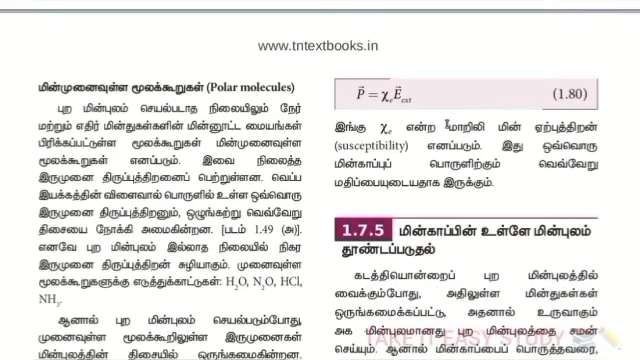 www.tntextbooks.in
மின்முனைவுள்ள மூலக்கூறுகள் (Polar molecules)
புற மின்புலம் செயல்படாத நிலையிலும் நேர்
மற்றும் எதிர் மின்துகள்களின் மின்னூட்ட மையங்கள்
பிரிக்கப்பட்டுள்ள மூலக்கூறுகள் மின்முனைவுள்ள
மூலக்கூறுகள் எனப்படும். இவை நிலைத்த
இருமுனை திருப்புத்திறனைப் பெற்றுள்ளன. வெப்ப
இயக்கத்தின் விளைவால் பொருளில் உள்ள ஒவ்வொரு
இருமுனை திருப்புத்திறனும், ஒழுங்கற்று வெவ்வேறு
திசையை நோக்கி அமைகின்றன. [படம் 1.49 (அ)].
எனவே புற மின்புலம் இல்லாத நிலையில் நிகர
இருமுனை திருப்புத்திறன் சுழியாகும். முனைவுள்ள
மூலக்கூறுகளுக்கு எடுத்துக்காட்டுகள்: H₂O, N₂O, HCl,
NH₃.
ஆனால் புற மின்புலம் செயல்படும்போது,
முனைவுள்ள மூலக்கூறிலுள்ள இருமுனைகள்
மின்புலத்தின் திசையில் ஒருங்கமைகின்றன.
P⃗ = χₑE⃗ₑₓₜ (1.80)
இங்கு χₑ என்ற மாறிலி மின் ஏற்புத்திறன்
(susceptibility) எனப்படும். இது ஒவ்வொரு
மின்காப்புப் பொருளிற்கும் வெவ்வேறு
மதிப்பையுடையதாக இருக்கும்.
1.7.5 மின்காப்பின் உள்ளே மின்புலம்
தூண்டப்படுதல்
கடத்தியொன்றைப் புற மின்புலத்தில்
வைக்கும்போது, அதிலுள்ள மின்துகள்கள்
ஒருங்கமைக்கப்பட்டு, அதனால் உருவாகும்
அக மின்புலமானது புற மின்புலத்தை சமன்
செய்யும். ஆனால் மின்காப்பைப் பொருத்தவரை,
TAKE IT EASY STUDY